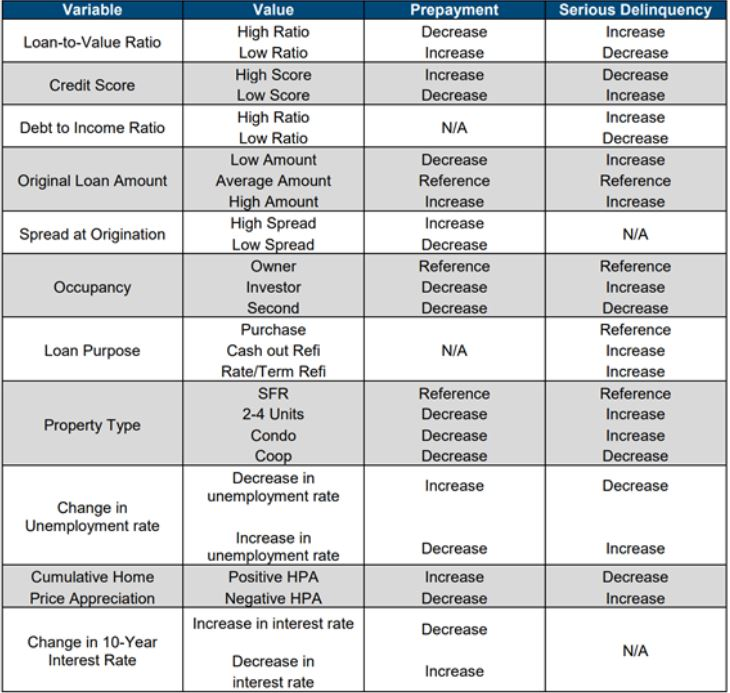 Variable Value Prepayment Serious Delinquency
Loan-to-Value Ratio
High Ratio Decrease Increase
Low Ratio Increase Decrease
Credit Score
High Score Increase Decrease
Low Score Decrease Increase
Debt to Income Ratio
High Ratio N/A Increase
Low Ratio Decrease
Original Loan Amount
Low Amount Decrease Increase
Average Amount Reference Reference
High Amount Increase Increase
Spread at Origination
High Spread Increase N/A
Low Spread Decrease
Occupancy
Owner Reference Reference
Investor Decrease Increase
Second Decrease Decrease
Loan Purpose
Purchase Reference
Cash out Refi N/A Increase
Rate/Term Refi Increase
Property Type
SFR Reference Reference
2-4 Units Decrease Increase
Condo Decrease Increase
Coop Decrease Decrease
Change in
Unemployment rate
Decrease in
unemployment rate
Increase Decrease
Increase in
unemployment rate
Decrease Increase
Cumulative Home
Price Appreciation
Positive HPA Increase Decrease
Negative HPA Decrease Increase
Change in 10-Year
Interest Rate
Increase in interest rate Decrease
N/A
Decrease in
interest rate
Increase